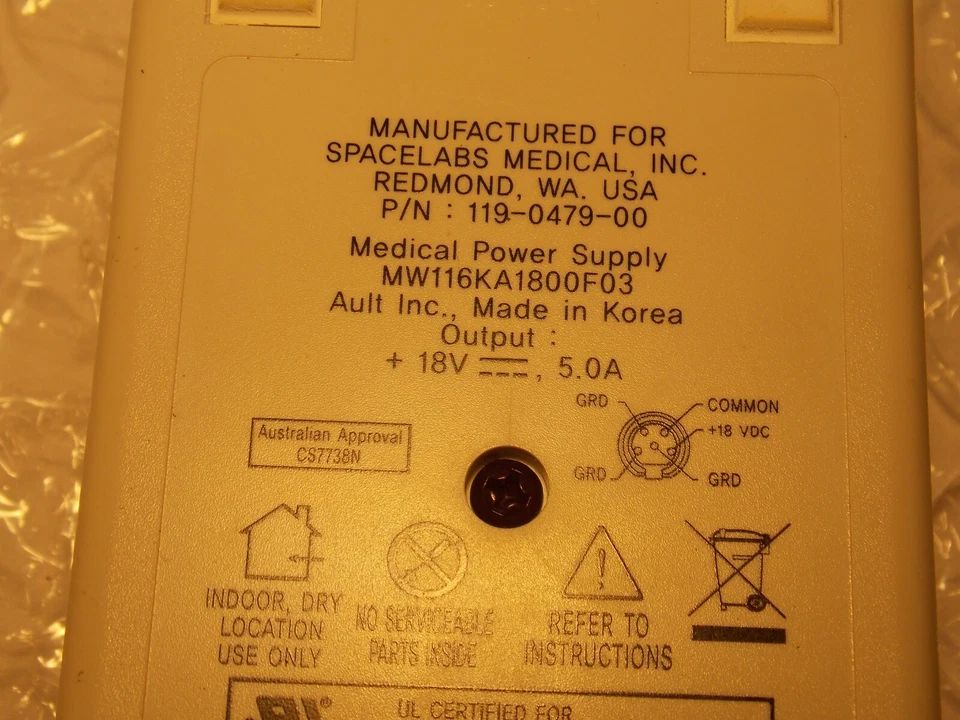 MANUFACTURED FOR
SPACELABS MEDICAL, INC.
REDMOND, WA. USA
P/N : 119-0479-00
Medical Power Supply
MW116KA1800F03
Ault Inc., Made in Korea
Output :
+ 18V ⎓, 5.0A
GRD
COMMON
+18 VDC
GRD
GRD
Australian Approval
CS7738N
INDOOR, DRY
LOCATION
USE ONLY
NO SERVICEABLE
PARTS INSIDE
!
REFER TO
INSTRUCTIONS
UL CERTIFIED FOR